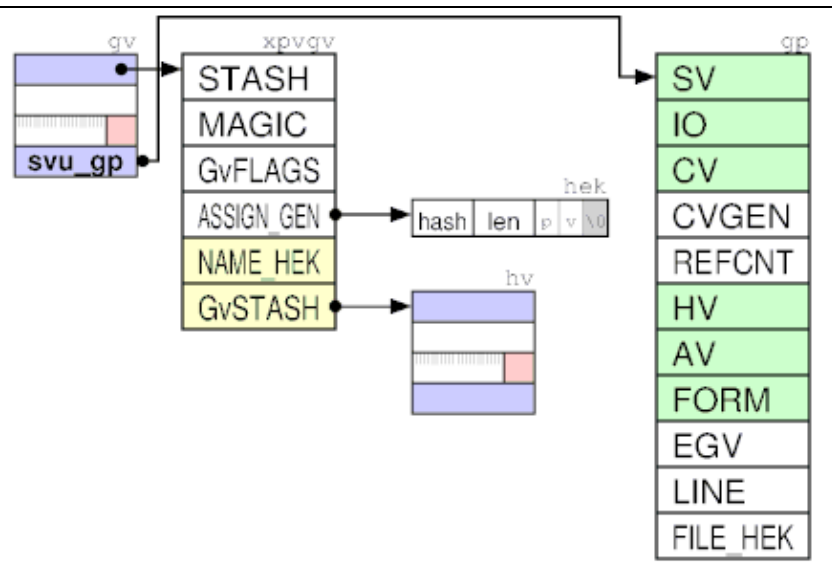 gv
svu_gp
xpvgv
STASH
MAGIC
GvFLAGS
ASSIGN_GEN
NAME_HEK
GvSTASH
hek
hash len p v \0
hv
gp
SV
IO
CV
CVGEN
REFCNT
HV
AV
FORM
EGV
LINE
FILE_HEK